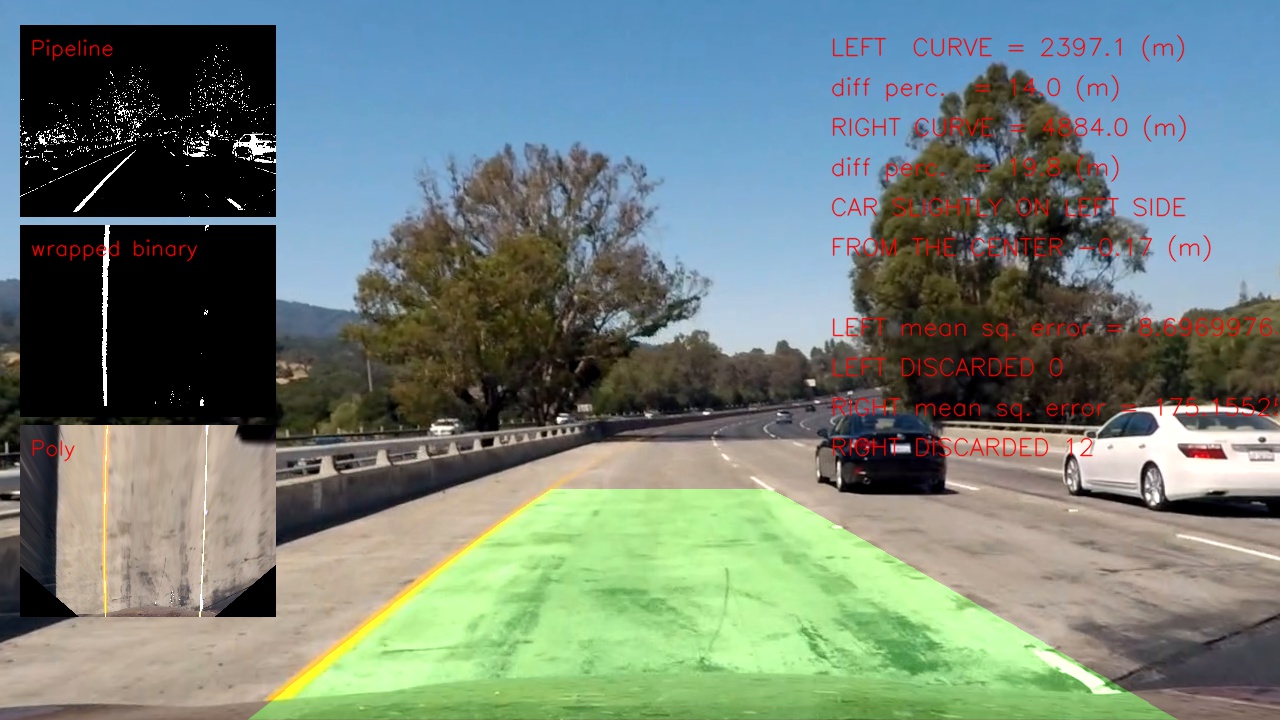 Pipeline
wrapped binary
Poly
LEFT CURVE = 2397.1 (m)
diff perc. = 14.0 (m)
RIGHT CURVE = 4884.0 (m)
diff perc. = 19.8 (m)
CAR SLIGHTLY ON LEFT SIDE
FROM THE CENTER -0.17 (m)
LEFT mean sq. error = 8.6969976
LEFT DISCARDED 0
RIGHT mean sq. error = 175.1552
RIGHT DISCARDED 12